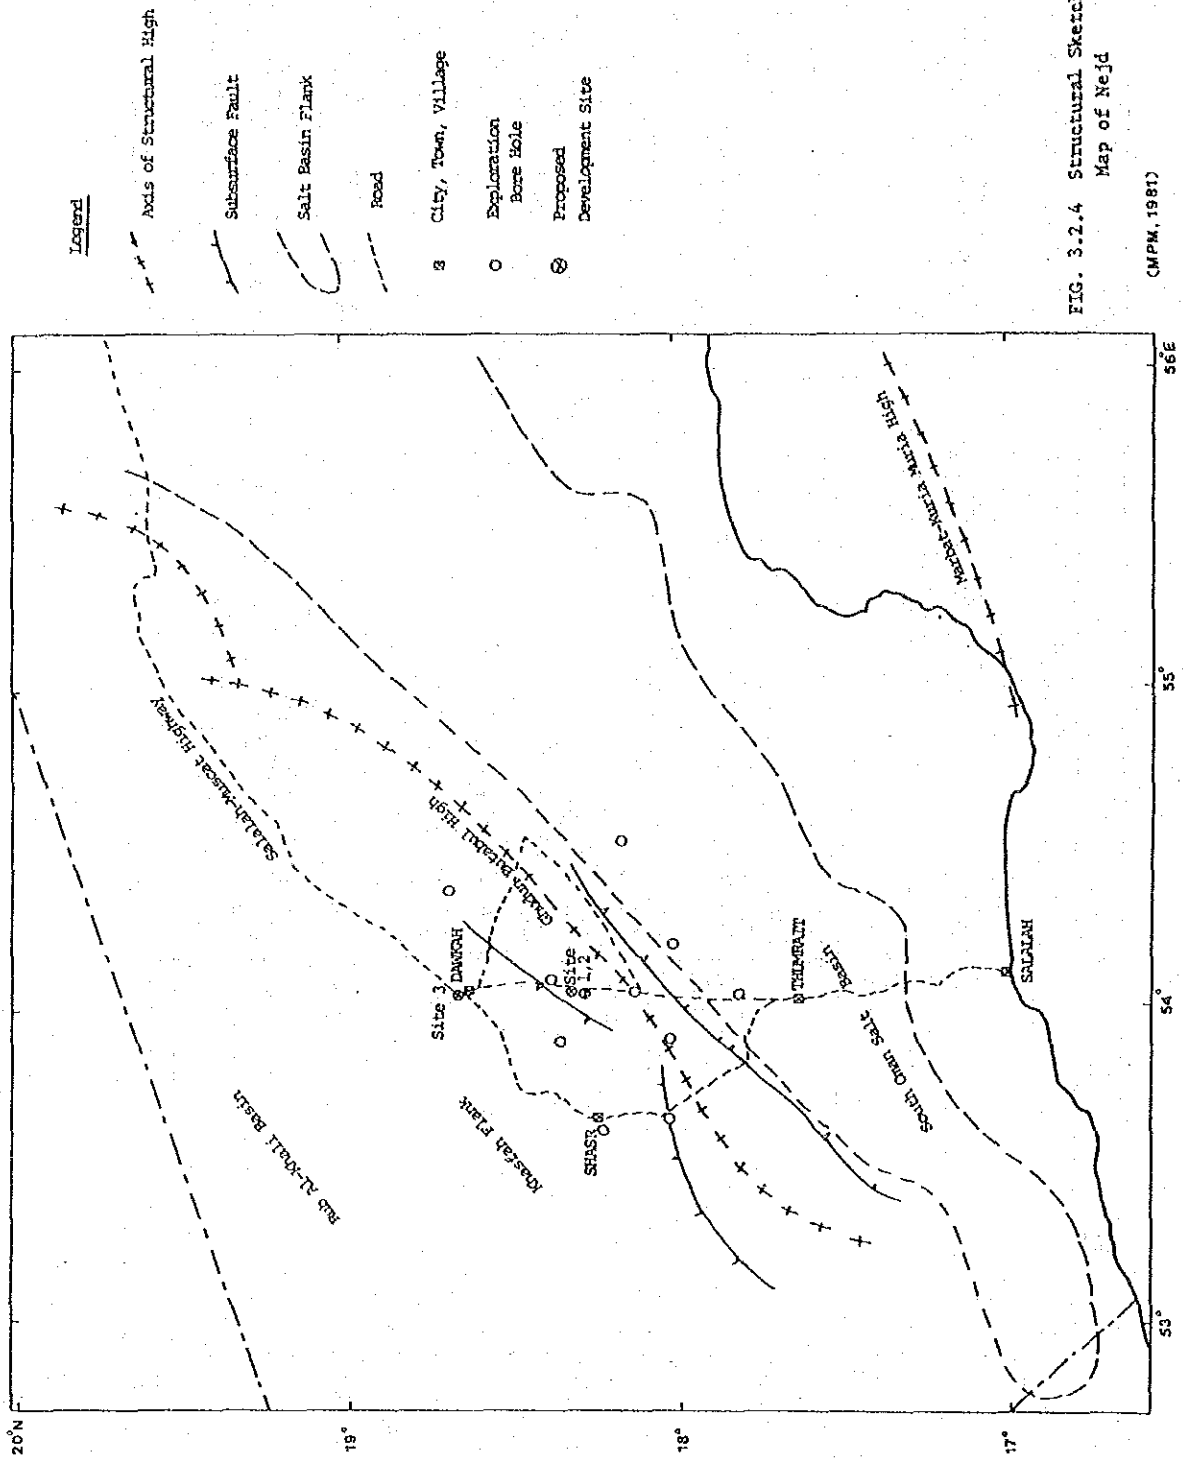 Legend
Axis of Structural High
Subsurface Fault
Salt Basin Flank
Road
City, Town, Village
Exploration
Bore Hole
Proposed
Development Site
FIG. 3.2.4 Structural Sketch
Map of Nejd
(MPM, 1981)
20°N
19°
18°
17°
53°
54°
55°
56°E
Rub Al-Khali Basin
Salalah-Muscat Highway
Khasfah Flank
Ghudun Butabul High
Site 3
DAWKAH
Site
1,2
SHASR
THUMRAIT
South Oman Salt
Basin
SALALAH
Marbat-Kuria Muria High